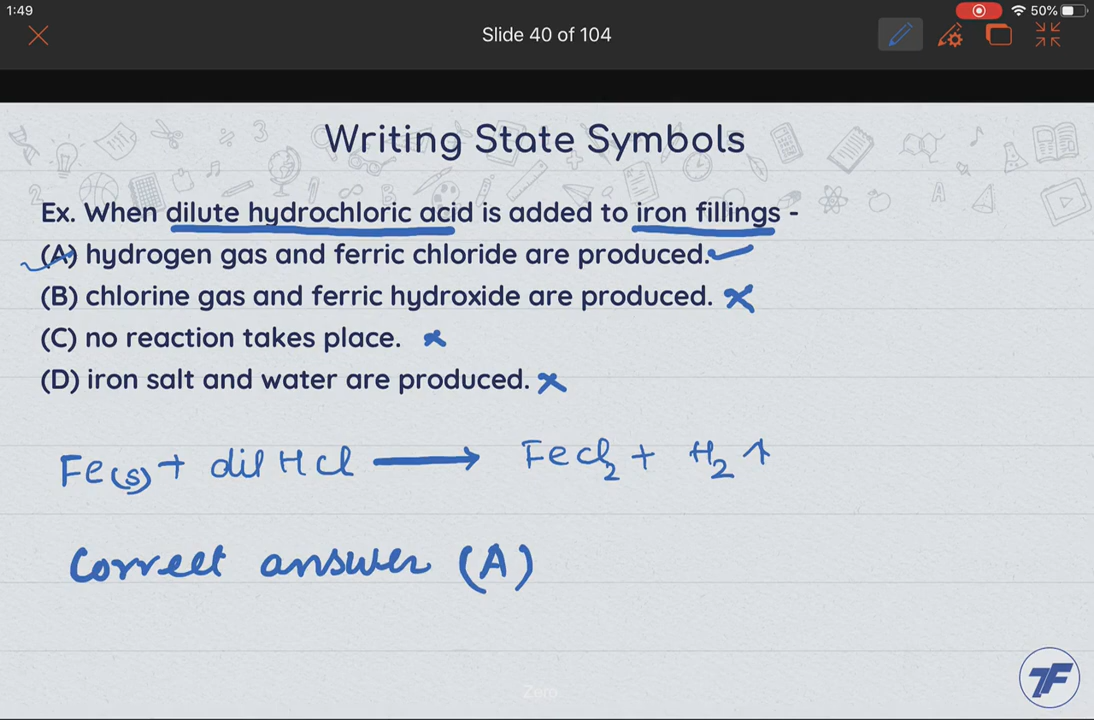 1:49
50%
Slide 40 of 104
Writing State Symbols
Ex. When dilute hydrochloric acid is added to iron fillings -
(A) hydrogen gas and ferric chloride are produced.
(B) chlorine gas and ferric hydroxide are produced.
(C) no reaction takes place.
(D) iron salt and water are produced.
Fe(s) + dil HCl → FeCl₂ + H₂ ↑
Correct answer (A)
Zero